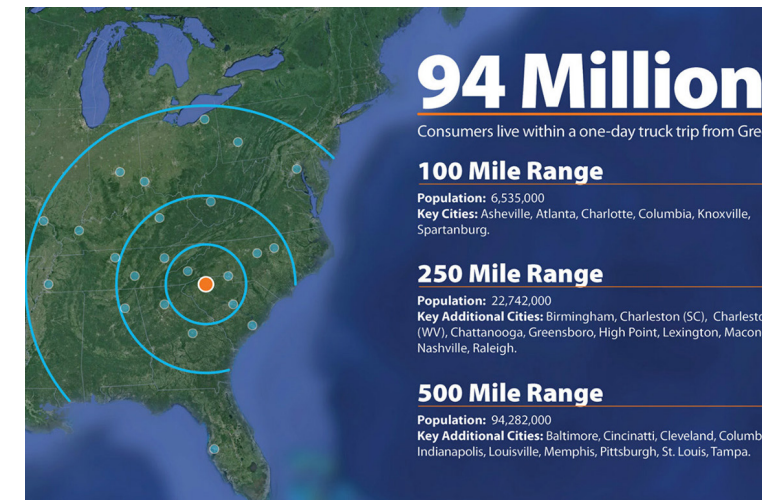 94 Million
Consumers live within a one-day truck trip from Gre
100 Mile Range
Population: 6,535,000
Key Cities: Asheville, Atlanta, Charlotte, Columbia, Knoxville,
Spartanburg.
250 Mile Range
Population: 22,742,000
Key Additional Cities: Birmingham, Charleston (SC), Charlesto
(WV), Chattanooga, Greensboro, High Point, Lexington, Macon
Nashville, Raleigh.
500 Mile Range
Population: 94,282,000
Key Additional Cities: Baltimore, Cincinatti, Cleveland, Columb
Indianapolis, Louisville, Memphis, Pittsburgh, St. Louis, Tampa.